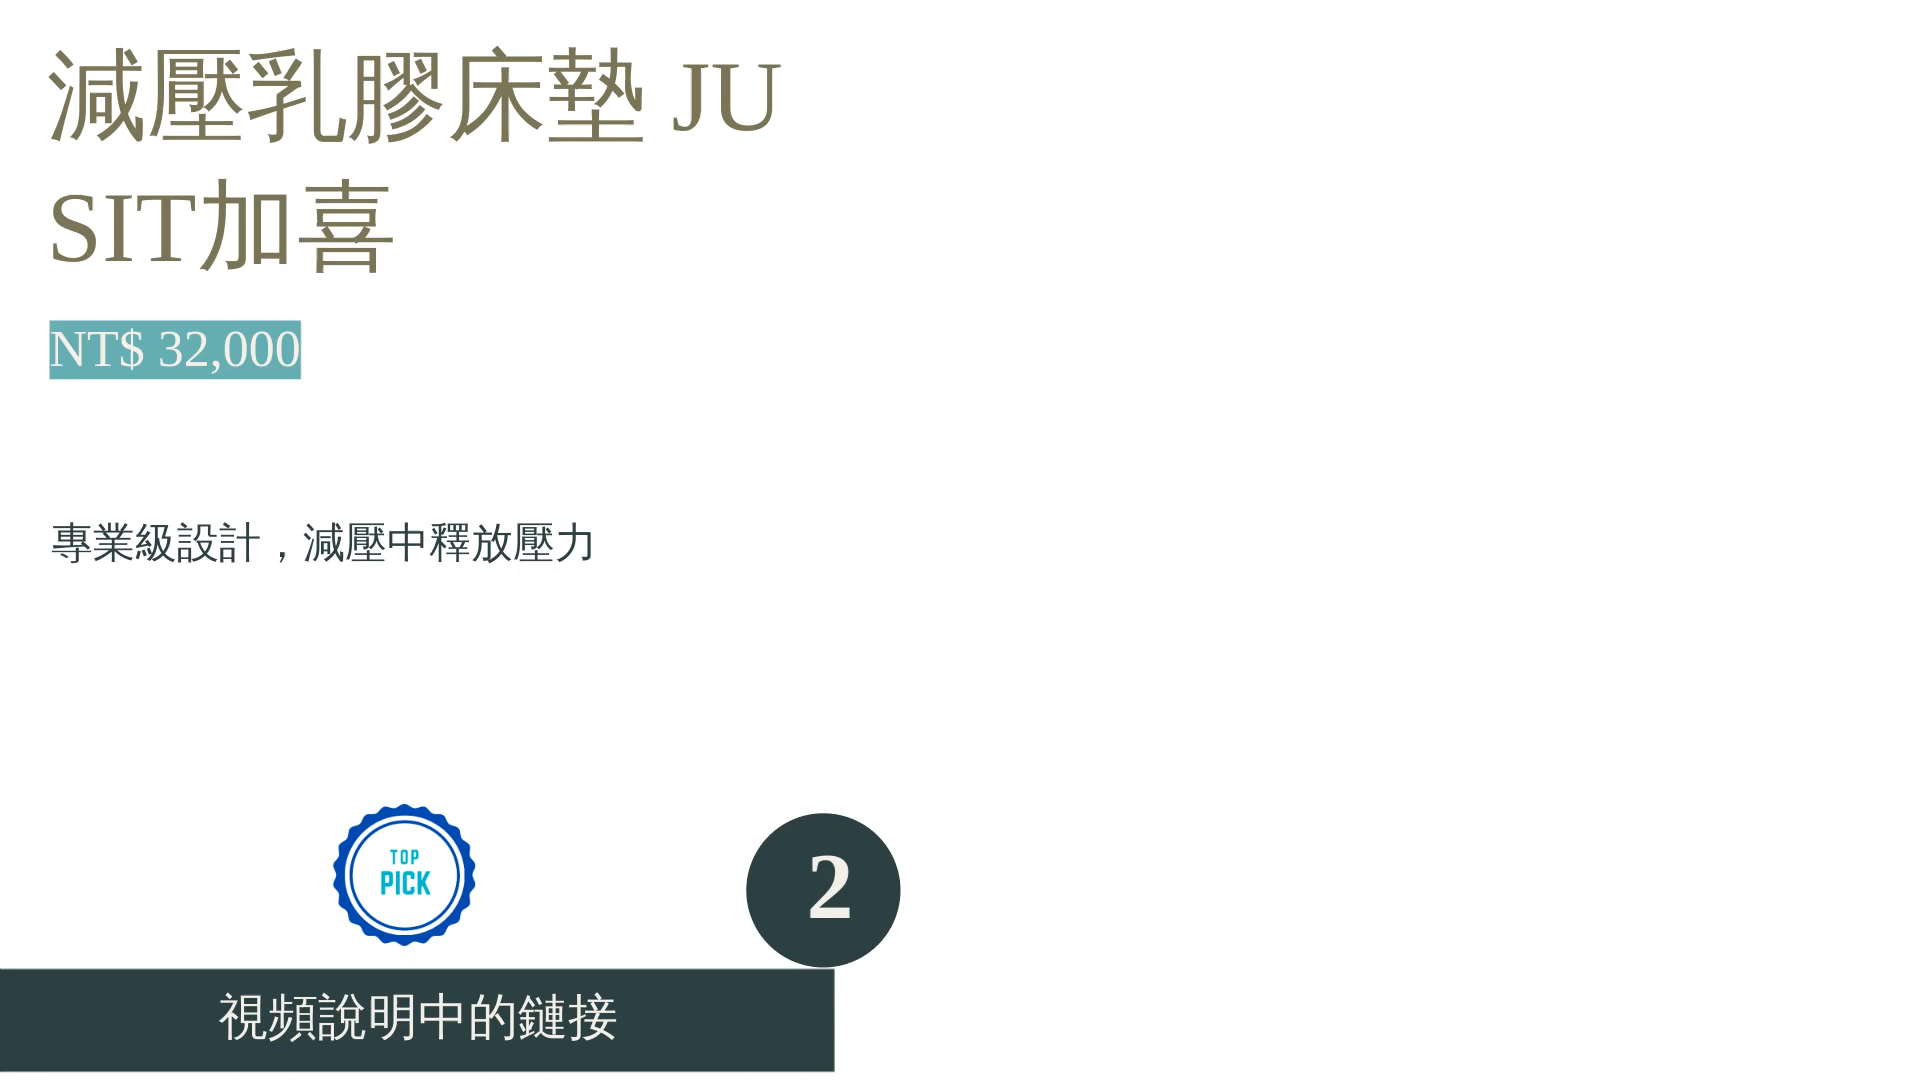 減壓乳膠床墊 JU
SIT加喜
NT$ 32,000
專業級設計，減壓中釋放壓力
TOP
PICK
2
視頻說明中的鏈接